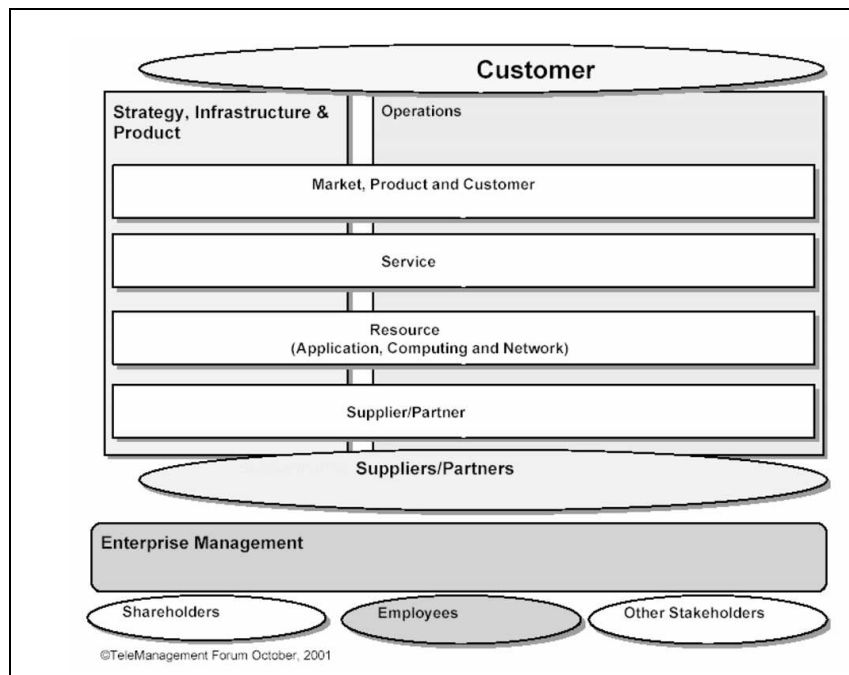 Customer
Strategy, Infrastructure &
Product
Operations
Market, Product and Customer
Service
Resource
(Application, Computing and Network)
Supplier/Partner
Suppliers/Partners
Enterprise Management
Shareholders
Employees
Other Stakeholders
©TeleManagement Forum October, 2001